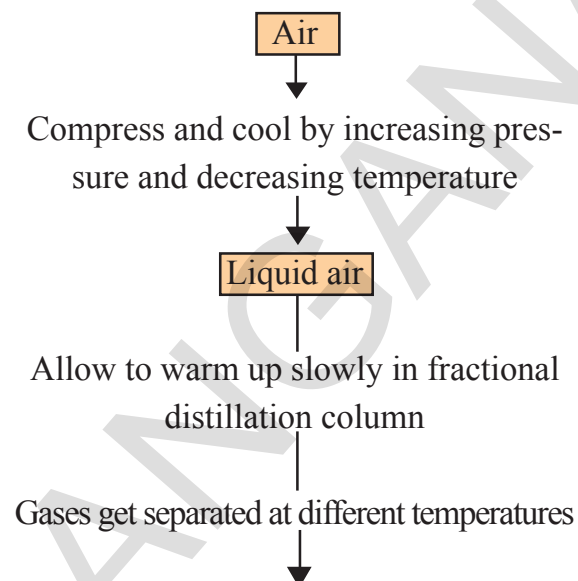 Air
Compress and cool by increasing pres-
sure and decreasing temperature
Liquid air
Allow to warm up slowly in fractional
distillation column
Gases get separated at different temperatures